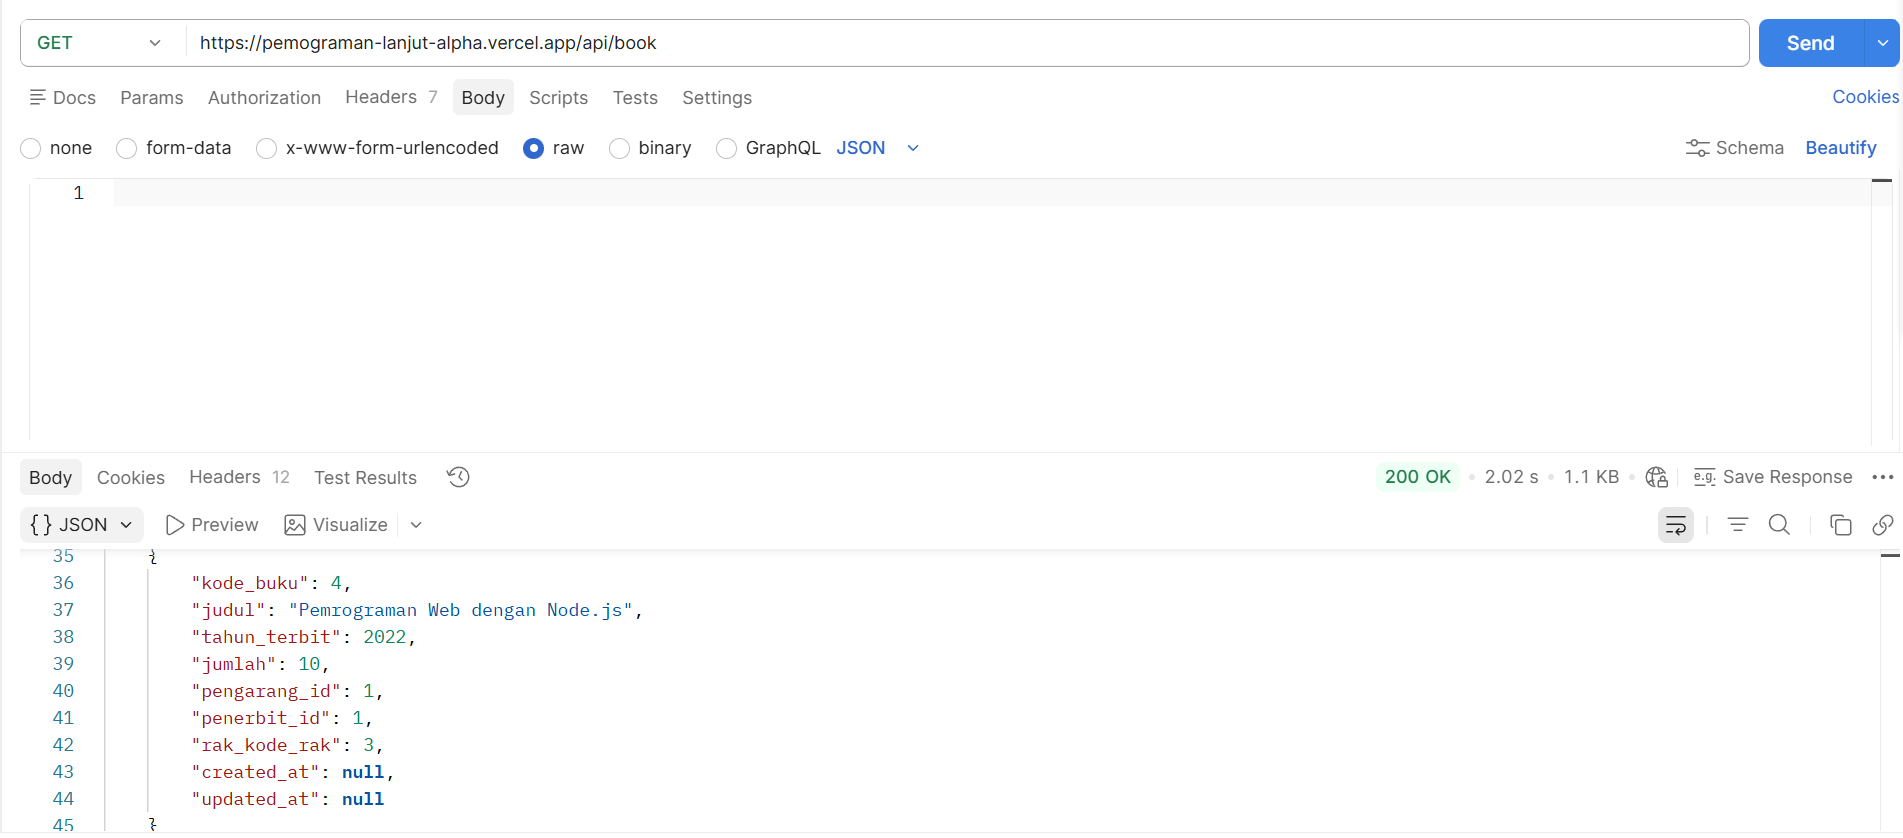 GET https://pemograman-lanjut-alpha.vercel.app/api/book Send
Docs Params Authorization Headers 7 Body Scripts Tests Settings Cookies
none form-data x-www-form-urlencoded raw binary GraphQL JSON Schema Beautify
1
Body Cookies Headers 12 Test Results 200 OK • 2.02 s • 1.1 KB • e.g. Save Response
{} JSON Preview Visualize
35 {
36 "kode_buku": 4,
37 "judul": "Pemrograman Web dengan Node.js",
38 "tahun_terbit": 2022,
39 "jumlah": 10,
40 "pengarang_id": 1,
41 "penerbit_id": 1,
42 "rak_kode_rak": 3,
43 "created_at": null,
44 "updated_at": null
45 }